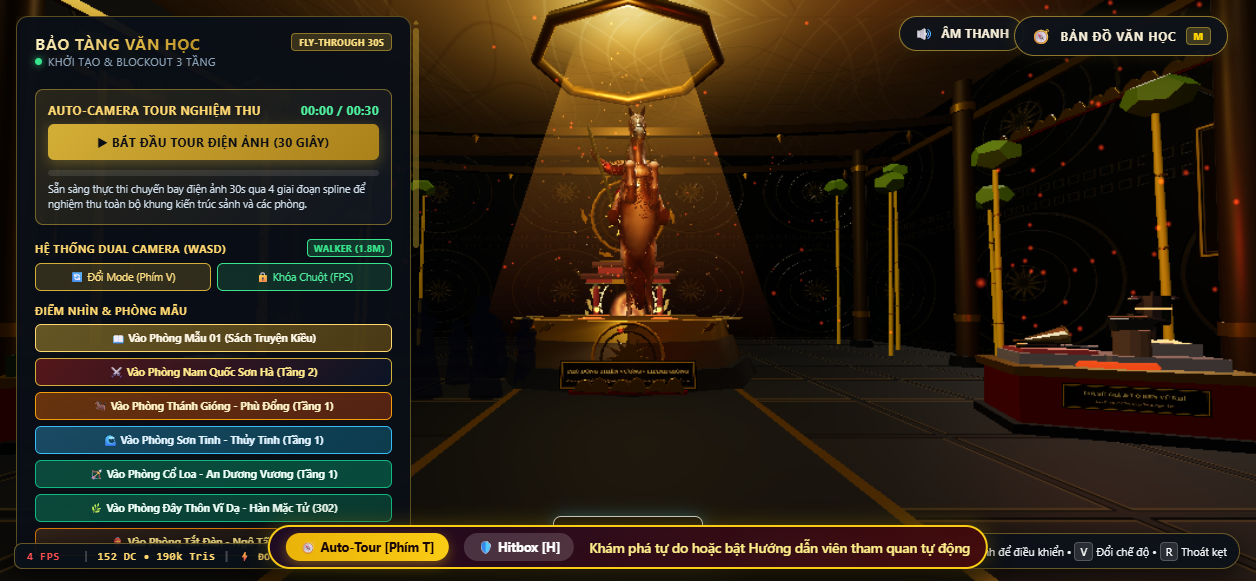 BẢO TÀNG VĂN HỌC
FLY-THROUGH 30S
KHỞI TẠO & BLOCKOUT 3 TẦNG
AUTO-CAMERA TOUR NGHIỆM THU
00:00 / 00:30
▶ BẮT ĐẦU TOUR ĐIỆN ẢNH (30 GIÂY)
Sẵn sàng thực thi chuyến bay điện ảnh 30s qua 4 giai đoạn spline để
nghiệm thu toàn bộ khung kiến trúc sảnh và các phòng.
HỆ THỐNG DUAL CAMERA (WASD)
WALKER (1.8M)
Đổi Mode (Phím V)
Khóa Chuột (FPS)
ĐIỂM NHÌN & PHÒNG MẪU
Vào Phòng Mẫu 01 (Sách Truyện Kiều)
Vào Phòng Nam Quốc Sơn Hà (Tầng 2)
Vào Phòng Thánh Gióng - Phù Đổng (Tầng 1)
Vào Phòng Sơn Tinh - Thủy Tinh (Tầng 1)
Vào Phòng Cổ Loa - An Dương Vương (Tầng 1)
Vào Phòng Đây Thôn Vĩ Dạ - Hàn Mặc Tử (302)
Vào Phòng Tắt Đèn - Ngô
4 FPS | 152 DC • 190k Tris |
ÂM THANH
BẢN ĐỒ VĂN HỌC M
Auto-Tour [Phím T]
Hitbox [H]
Khám phá tự do hoặc bật Hướng dẫn viên tham quan tự động
để điều khiển • V Đổi chế độ • R Thoát kẹt